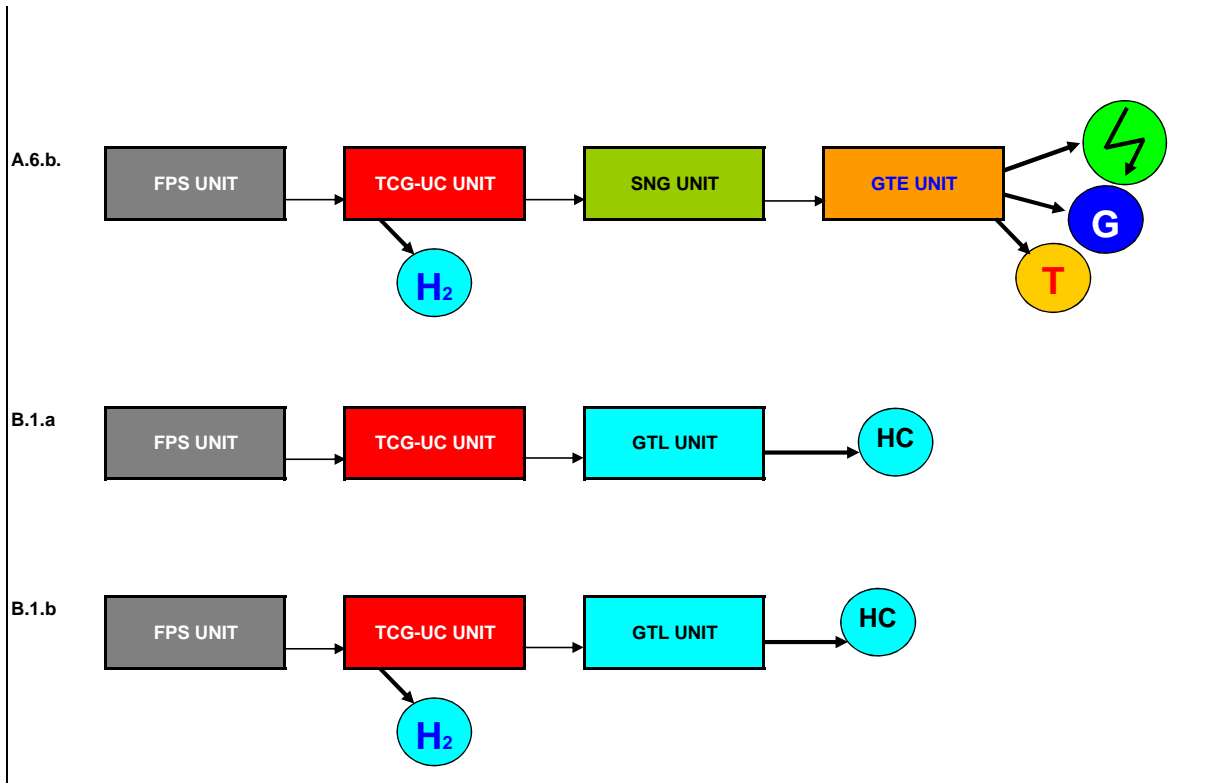 A.6.b.
FPS UNIT
TCG-UC UNIT
SNG UNIT
GTE UNIT
G
H2
T
B.1.a
FPS UNIT
TCG-UC UNIT
GTL UNIT
HC
B.1.b
FPS UNIT
TCG-UC UNIT
GTL UNIT
HC
H2